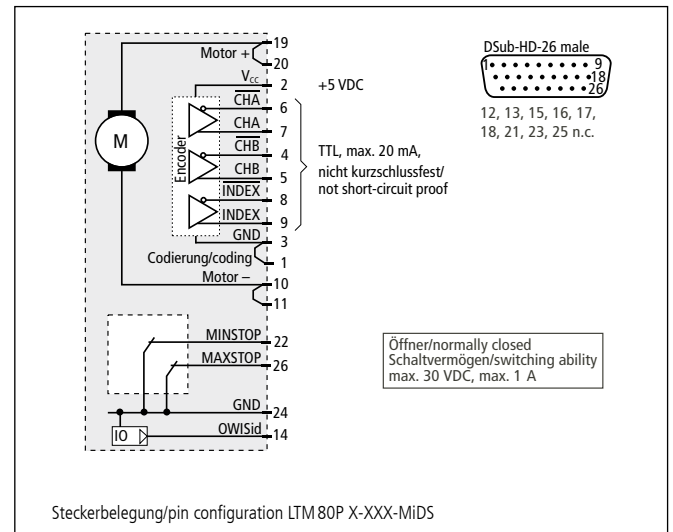 Motor +
19
20
V_CC
2
+5 VDC
C̅H̅A̅
6
CHA
7
C̅H̅B̅
4
CHB
5
I̅N̅D̅E̅X̅
8
INDEX
9
GND
3
Codierung/coding
1
Motor –
10
11
M
Encoder
TTL, max. 20 mA,
nicht kurzschlussfest/
not short-circuit proof
DSub-HD-26 male
1
9
18
26
12, 13, 15, 16, 17,
18, 21, 23, 25 n.c.
MINSTOP
22
MAXSTOP
26
GND
24
OWISid
14
IO
Öffner/normally closed
Schaltvermögen/switching ability
max. 30 VDC, max. 1 A
Steckerbelegung/pin configuration LTM 80P X-XXX-MiDS